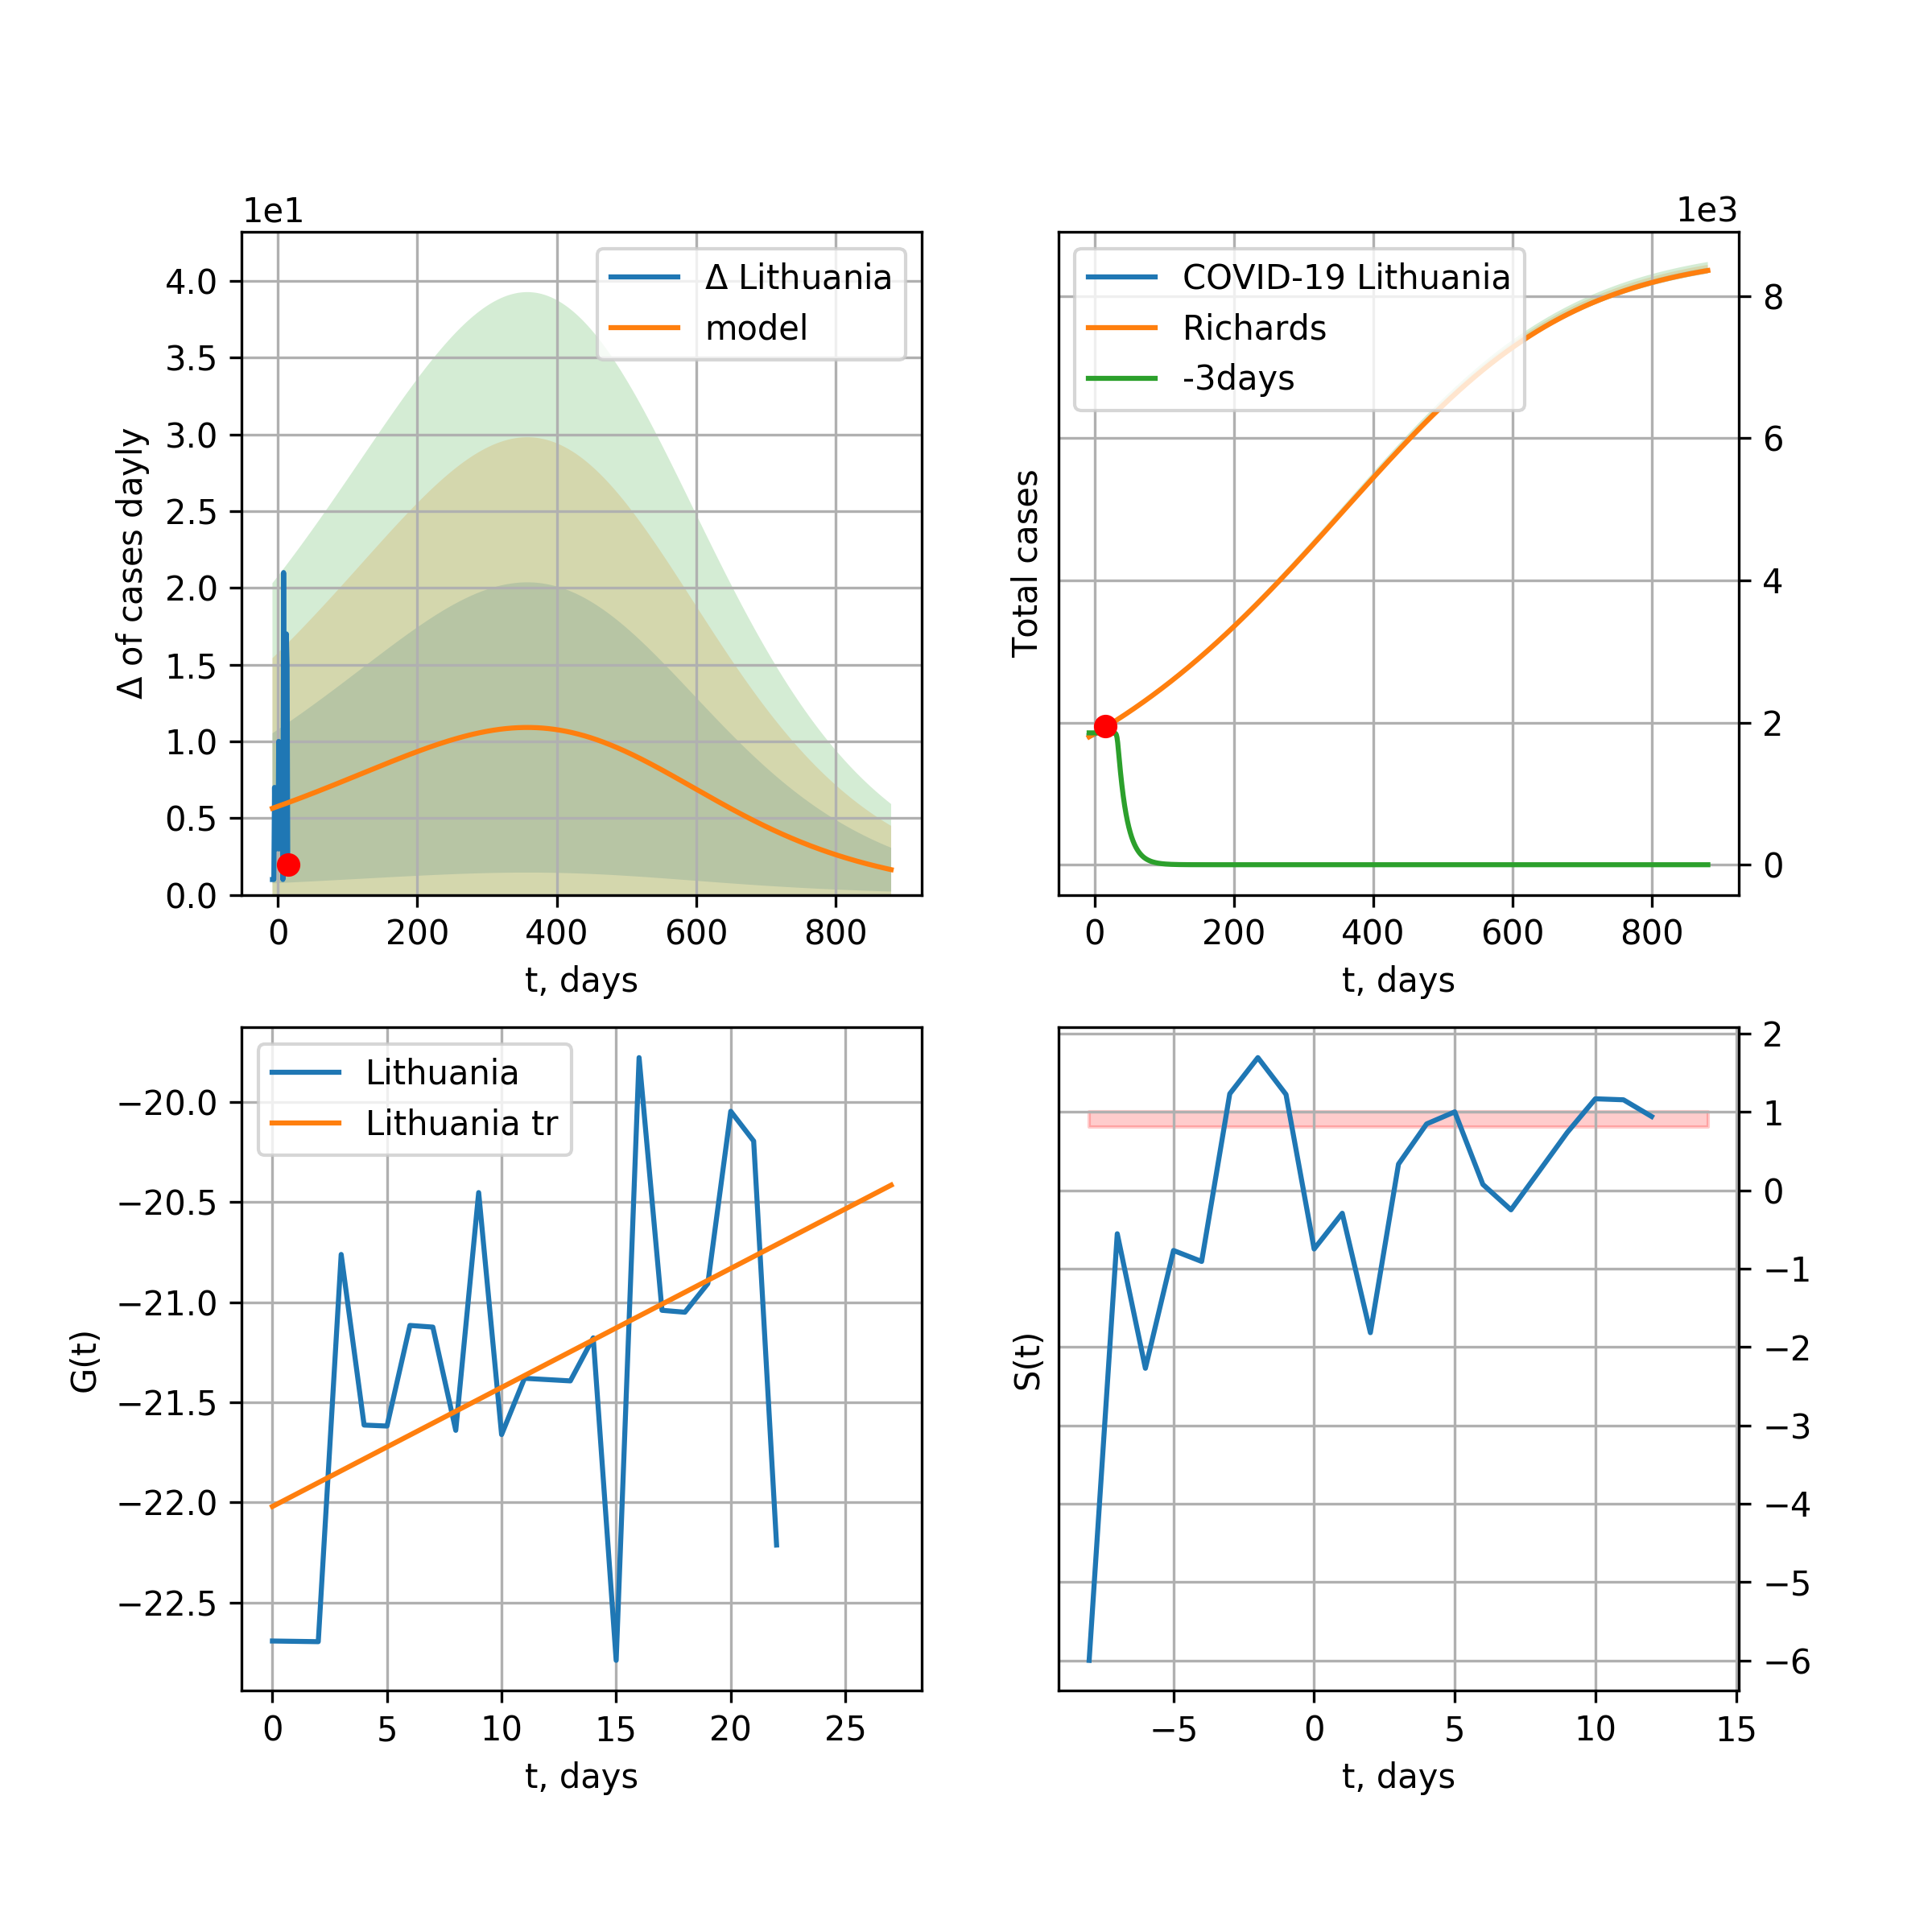 1e1
Δ Lithuania
model
4.0
3.5
3.0
2.5
2.0
1.5
1.0
0.5
0.0
Δ of cases dayly
0 200 400 600 800
t, days
1e3
COVID-19 Lithuania
Richards
-3days
8
6
4
2
0
Total cases
0 200 400 600 800
t, days
Lithuania
Lithuania tr
−20.0
−20.5
−21.0
−21.5
−22.0
−22.5
G(t)
0 5 10 15 20 25
t, days
2
1
0
−1
−2
−3
−4
−5
−6
S(t)
−5 0 5 10 15
t, days